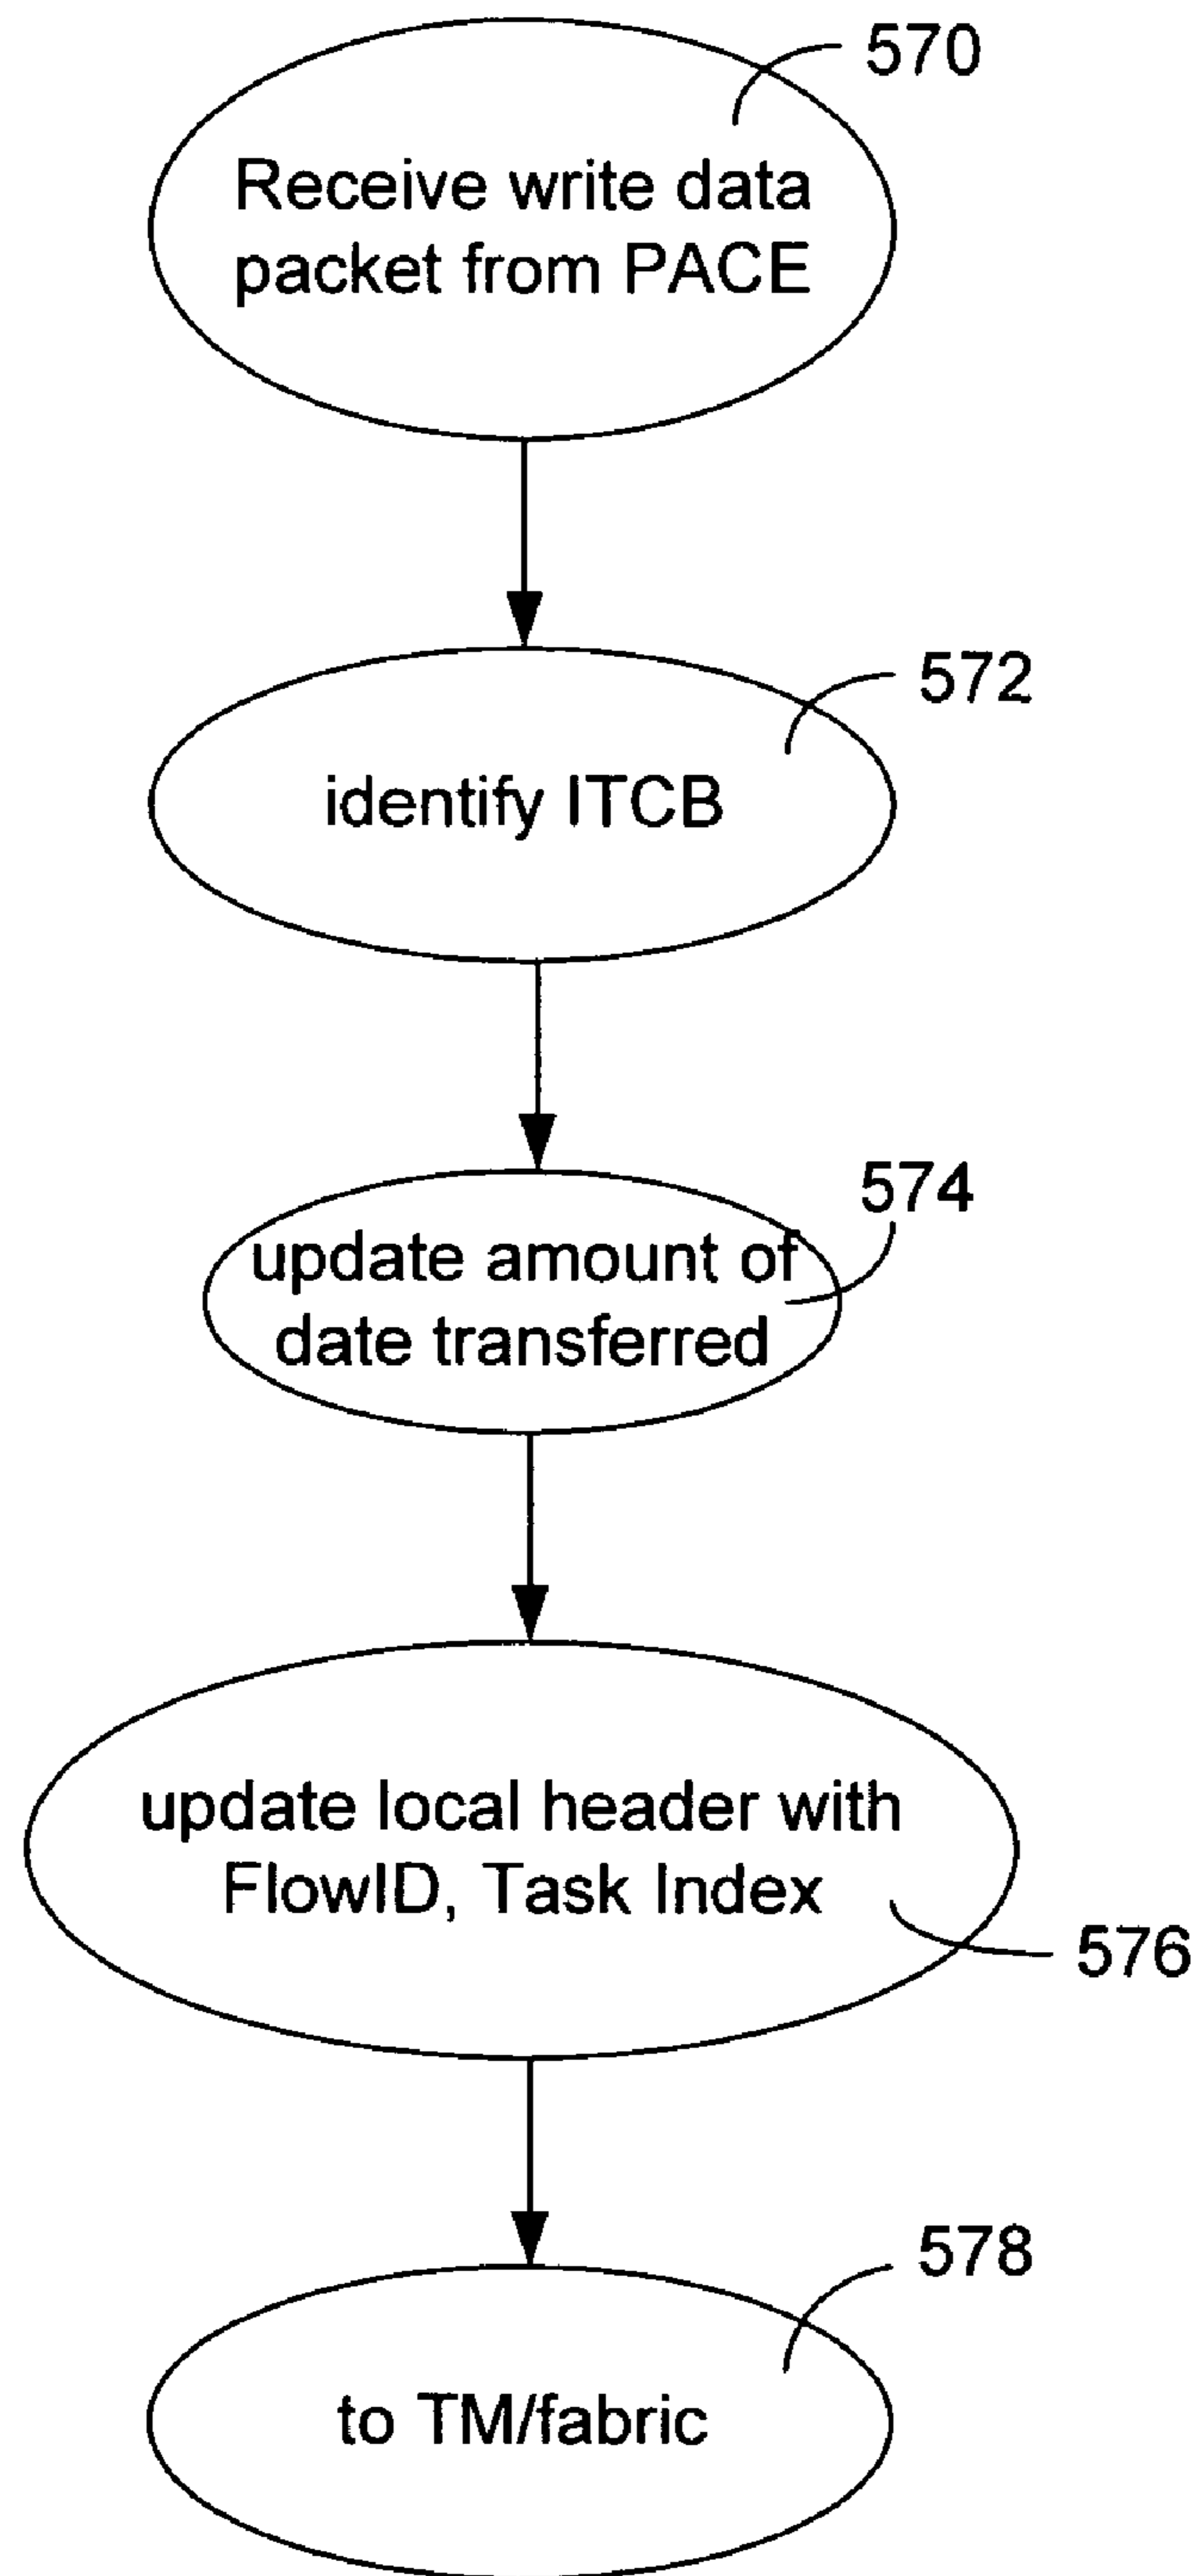 570
Receive write data
packet from PACE
572
identify ITCB
574
update amount of
date transferred
update local header with
FlowID, Task Index
576
578
to TM/fabric